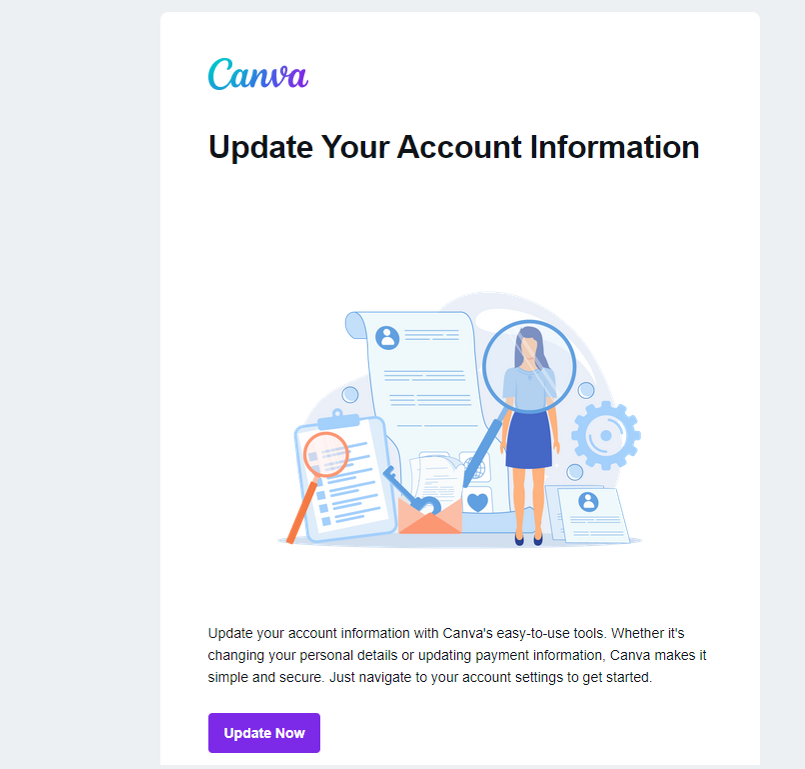 Canva
Update Your Account Information
Update your account information with Canva's easy-to-use tools. Whether it's
changing your personal details or updating payment information, Canva makes it
simple and secure. Just navigate to your account settings to get started.
Update Now